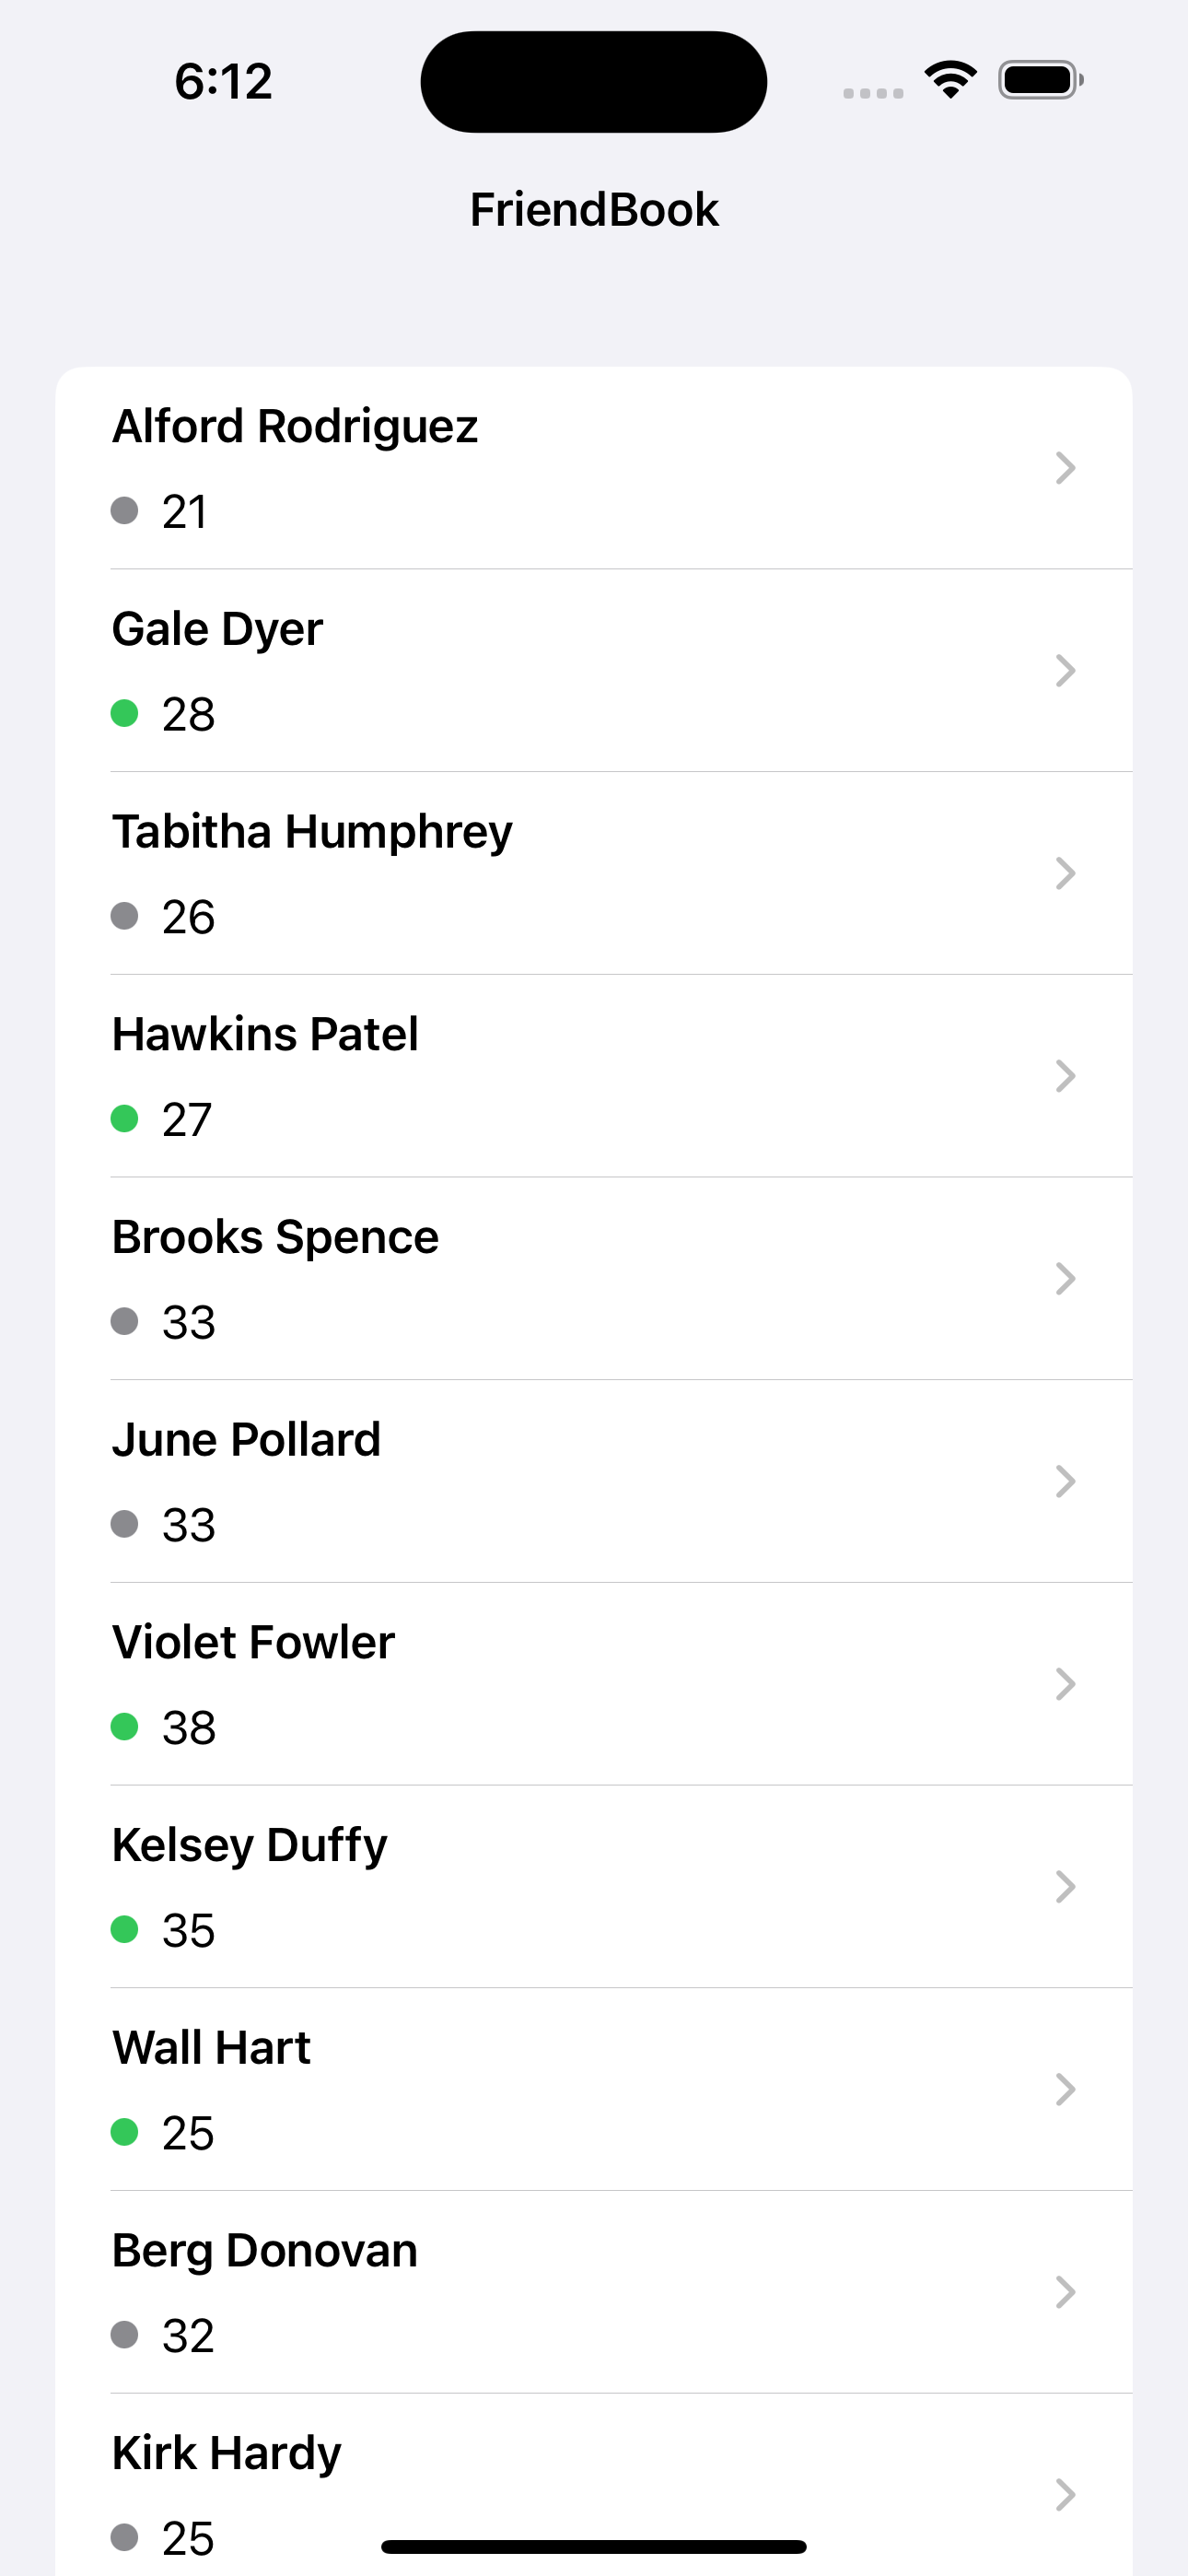 6:12
FriendBook
Alford Rodriguez
21
Gale Dyer
28
Tabitha Humphrey
26
Hawkins Patel
27
Brooks Spence
33
June Pollard
33
Violet Fowler
38
Kelsey Duffy
35
Wall Hart
25
Berg Donovan
32
Kirk Hardy
25